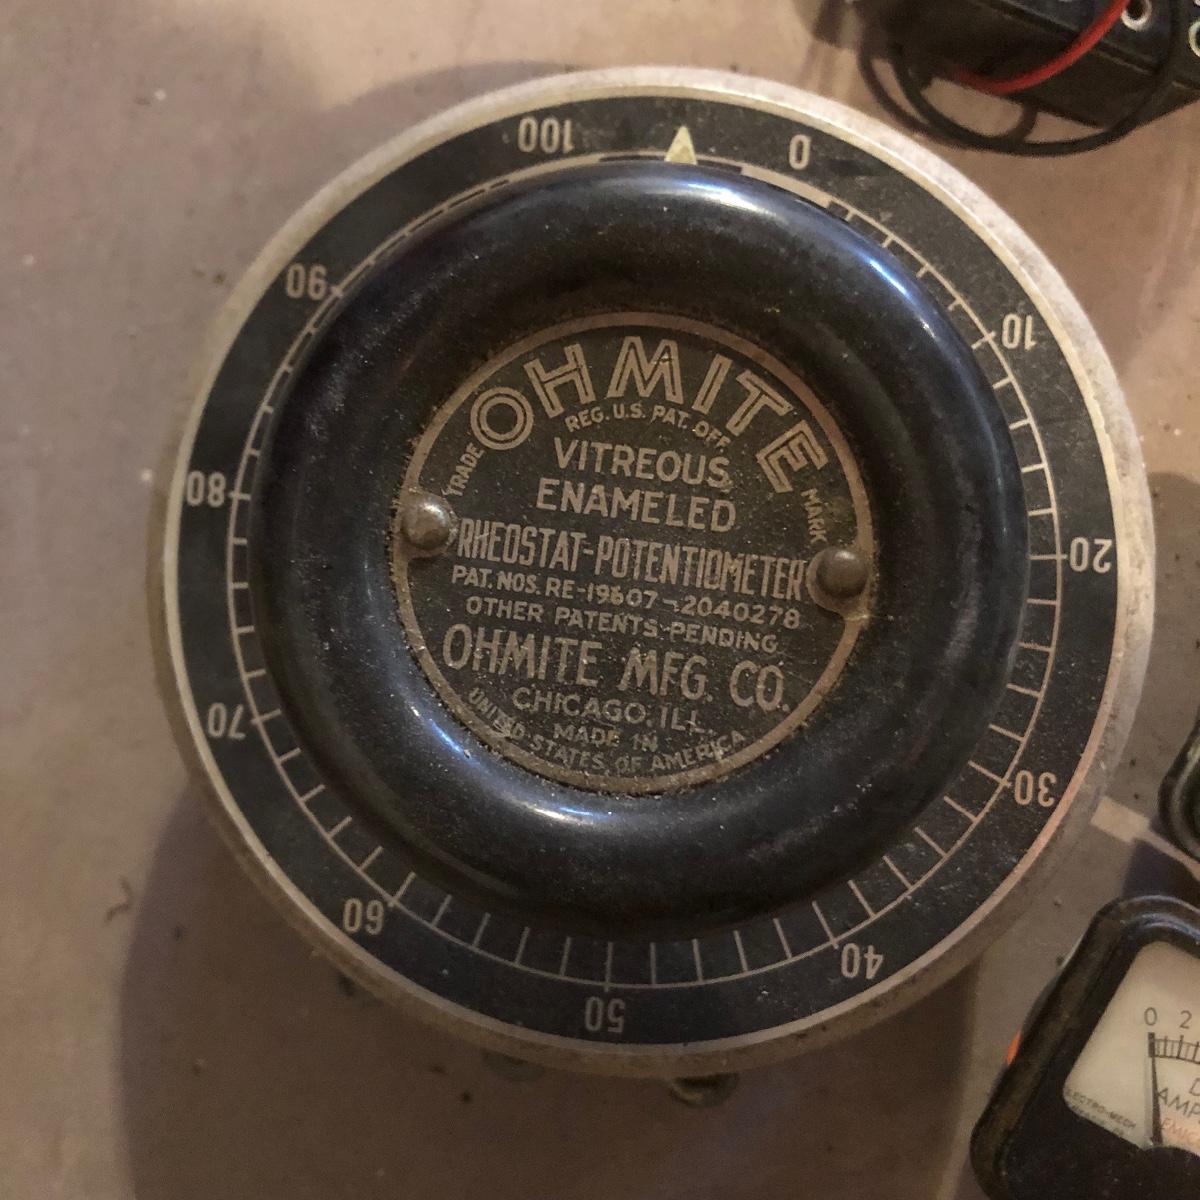 100
0
90
10
80
20
70
30
60
40
50
TRADE OHMITE MARK
REG. U.S. PAT. OFF.
VITREOUS
ENAMELED
RHEOSTAT-POTENTIOMETER
PAT. NOS. RE-19607-2040278
OTHER PATENTS PENDING
OHMITE MFG. CO.
CHICAGO, ILL.
MADE IN
UNITED STATES OF AMERICA
0 2